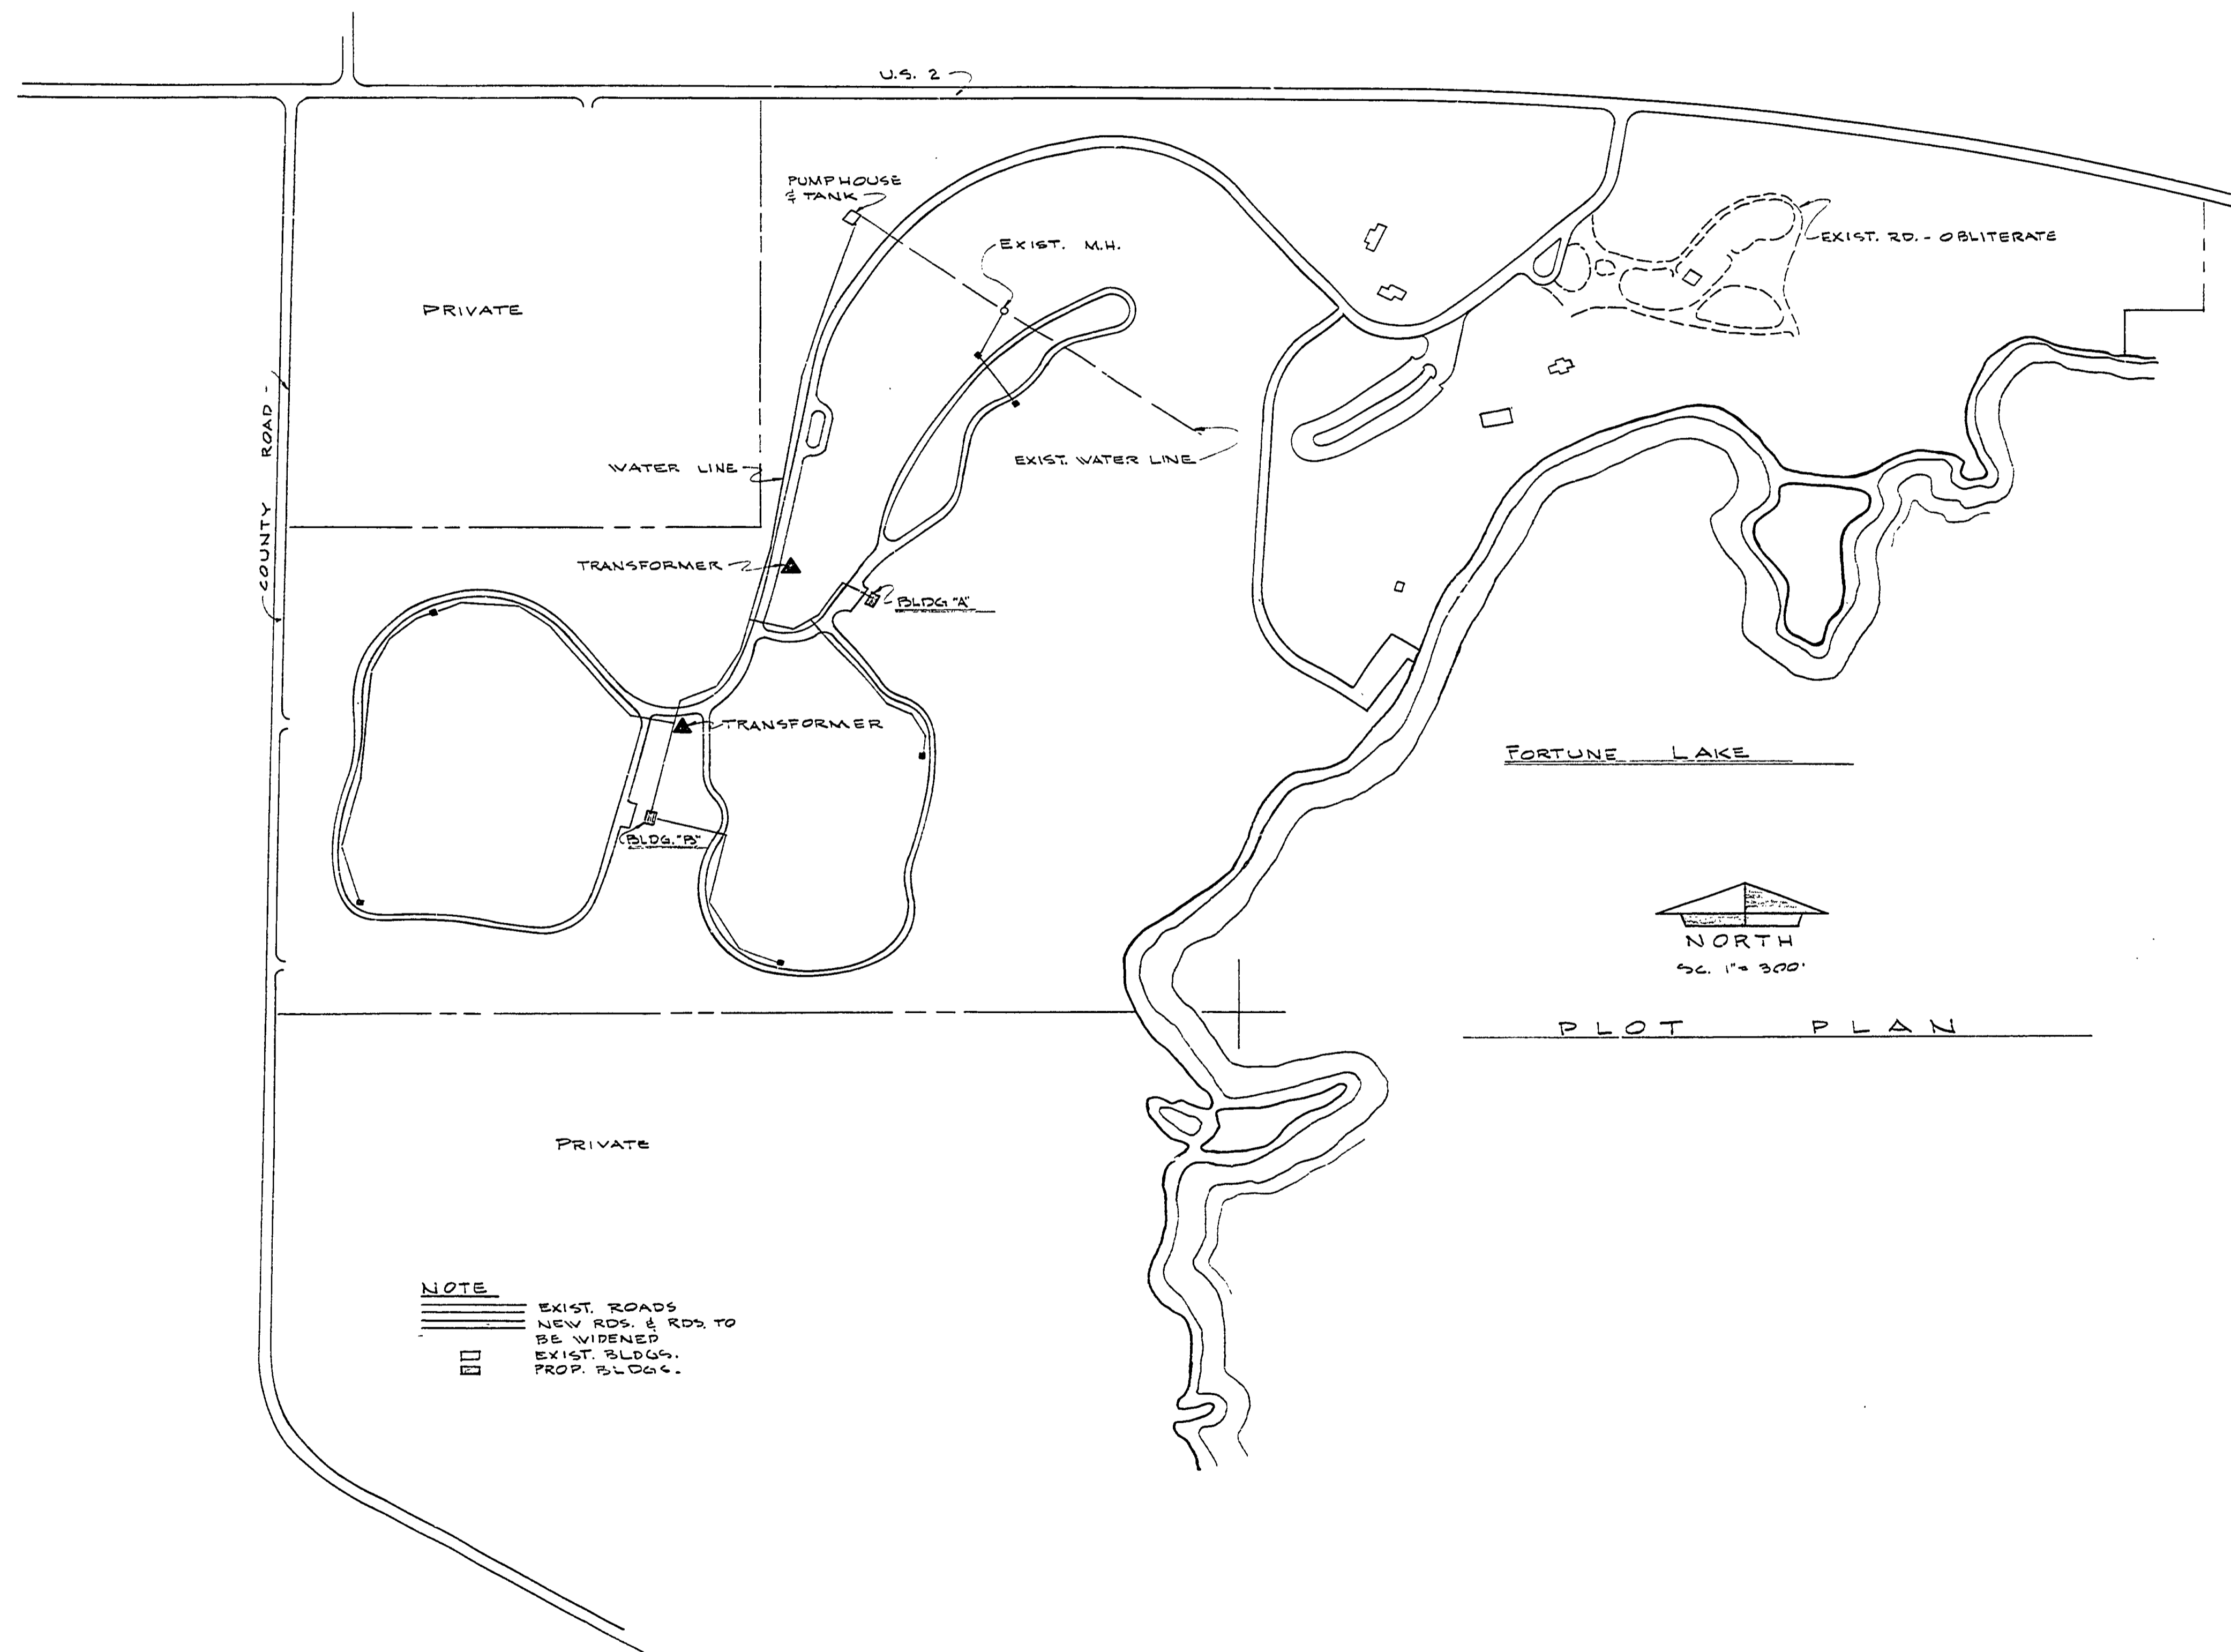 U.S. 2
PUMPHOUSE
& TANK
EXIST. M.H.
EXIST. RD. - OBLITERATE
PRIVATE
COUNTY ROAD
WATER LINE
EXIST. WATER LINE
TRANSFORMER
BLDG "A"
TRANSFORMER
BLDG. "B"
FORTUNE LAKE
NORTH
SC. 1" = 300'
PLOT PLAN
PRIVATE
NOTE
EXIST. ROADS
NEW RDS. & RDS. TO
BE WIDENED
EXIST. BLDGS.
PROP. BLDGS.